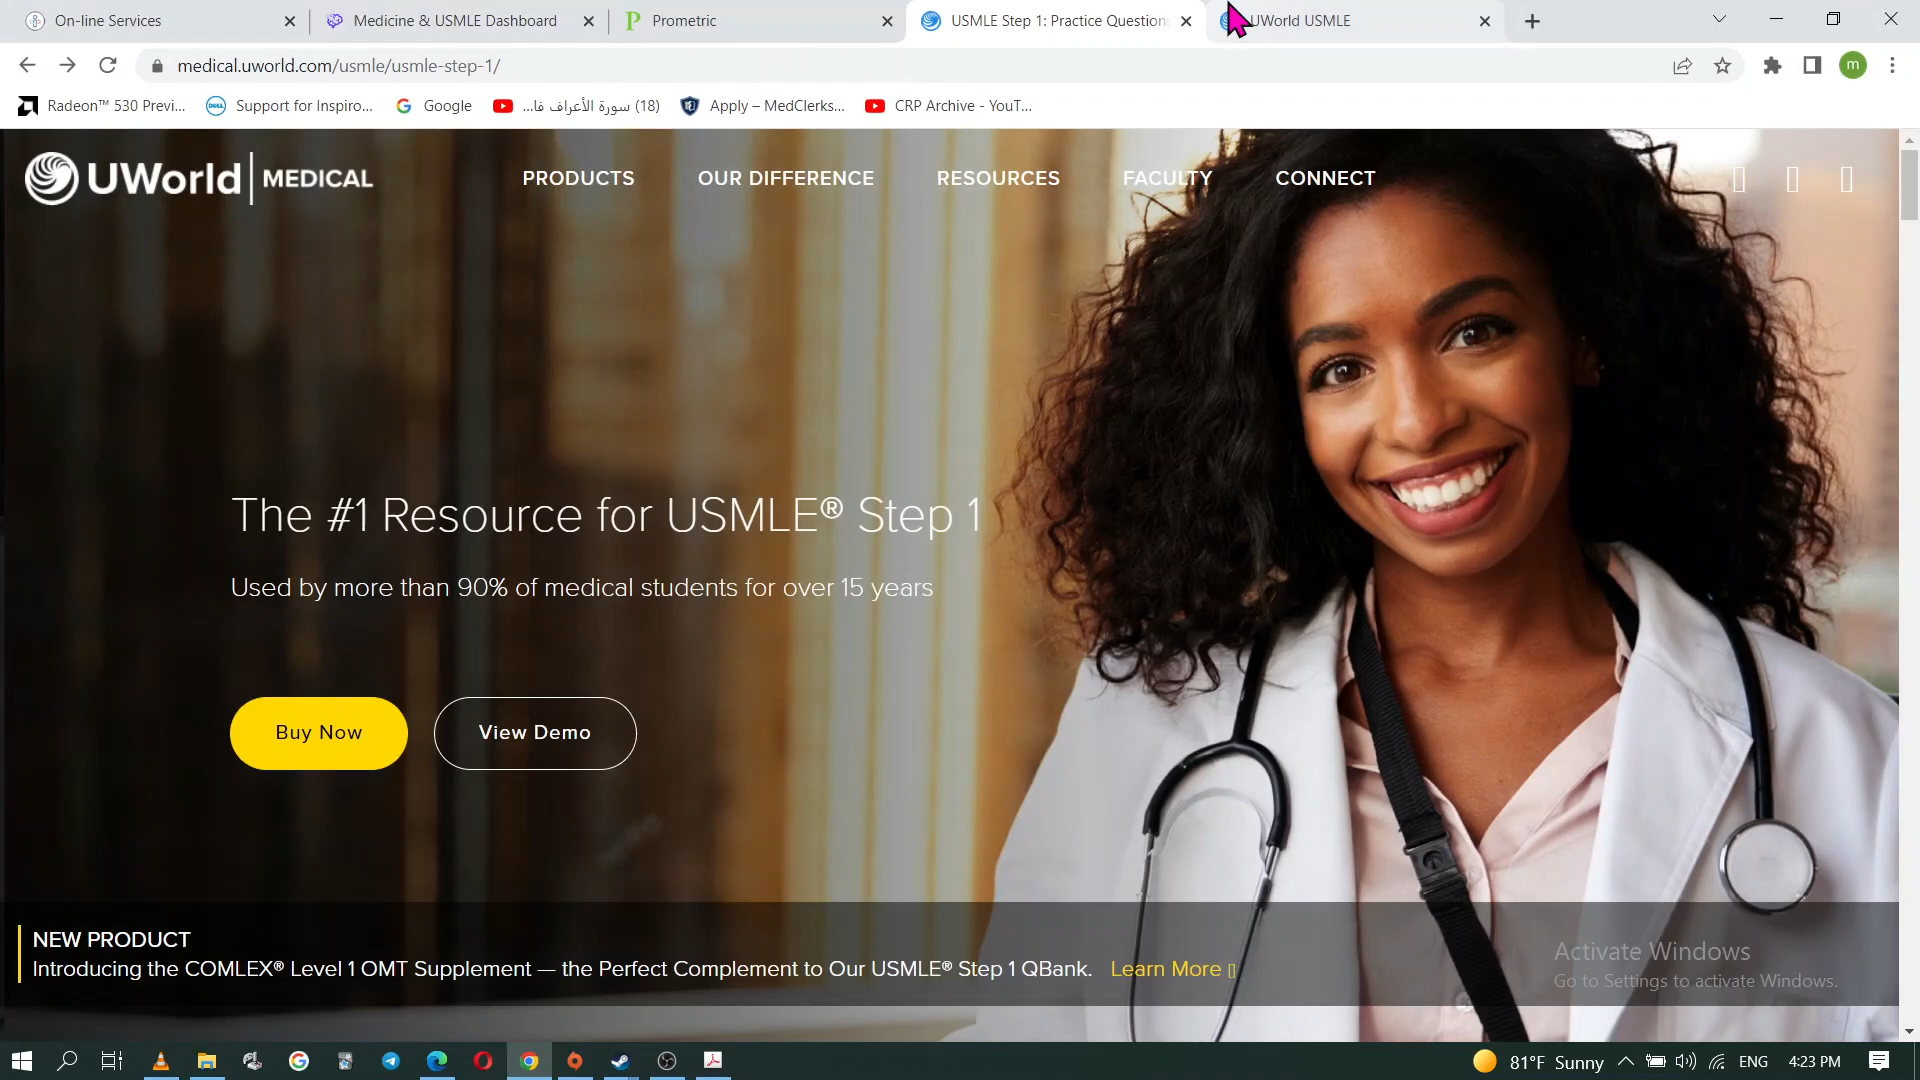 On-line Services
Medicine & USMLE Dashboard
Prometric
USMLE Step 1: Practice Question
UWorld USMLE
medical.uworld.com/usmle/usmle-step-1/
m
Radeon™ 530 Previ...
Support for Inspiro...
Google
(18) سورة الأعراف فا...
Apply – MedClerks...
CRP Archive - YouT...
UWorld MEDICAL
PRODUCTS
OUR DIFFERENCE
RESOURCES
FACULTY
CONNECT
The #1 Resource for USMLE® Step 1
Used by more than 90% of medical students for over 15 years
Buy Now
View Demo
NEW PRODUCT
Introducing the COMLEX® Level 1 OMT Supplement — the Perfect Complement to Our USMLE® Step 1 QBank. Learn More
Activate Windows
Go to Settings to activate Windows.
81°F Sunny
ENG
4:23 PM